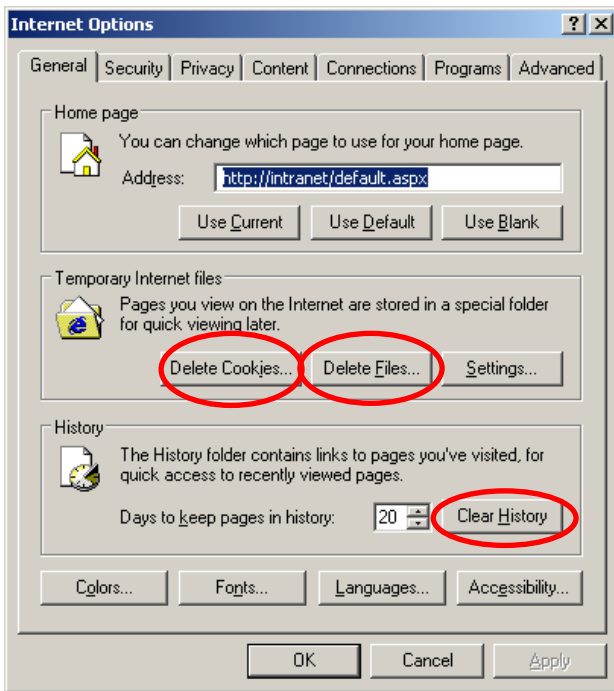 Internet Options
General Security Privacy Content Connections Programs Advanced
Home page
You can change which page to use for your home page.
Address: http://intranet/default.aspx
Use Current Use Default Use Blank
Temporary Internet files
Pages you view on the Internet are stored in a special folder
for quick viewing later.
Delete Cookies... Delete Files... Settings...
History
The History folder contains links to pages you've visited, for
quick access to recently viewed pages.
Days to keep pages in history: 20 Clear History
Colors... Fonts... Languages... Accessibility...
OK Cancel Apply